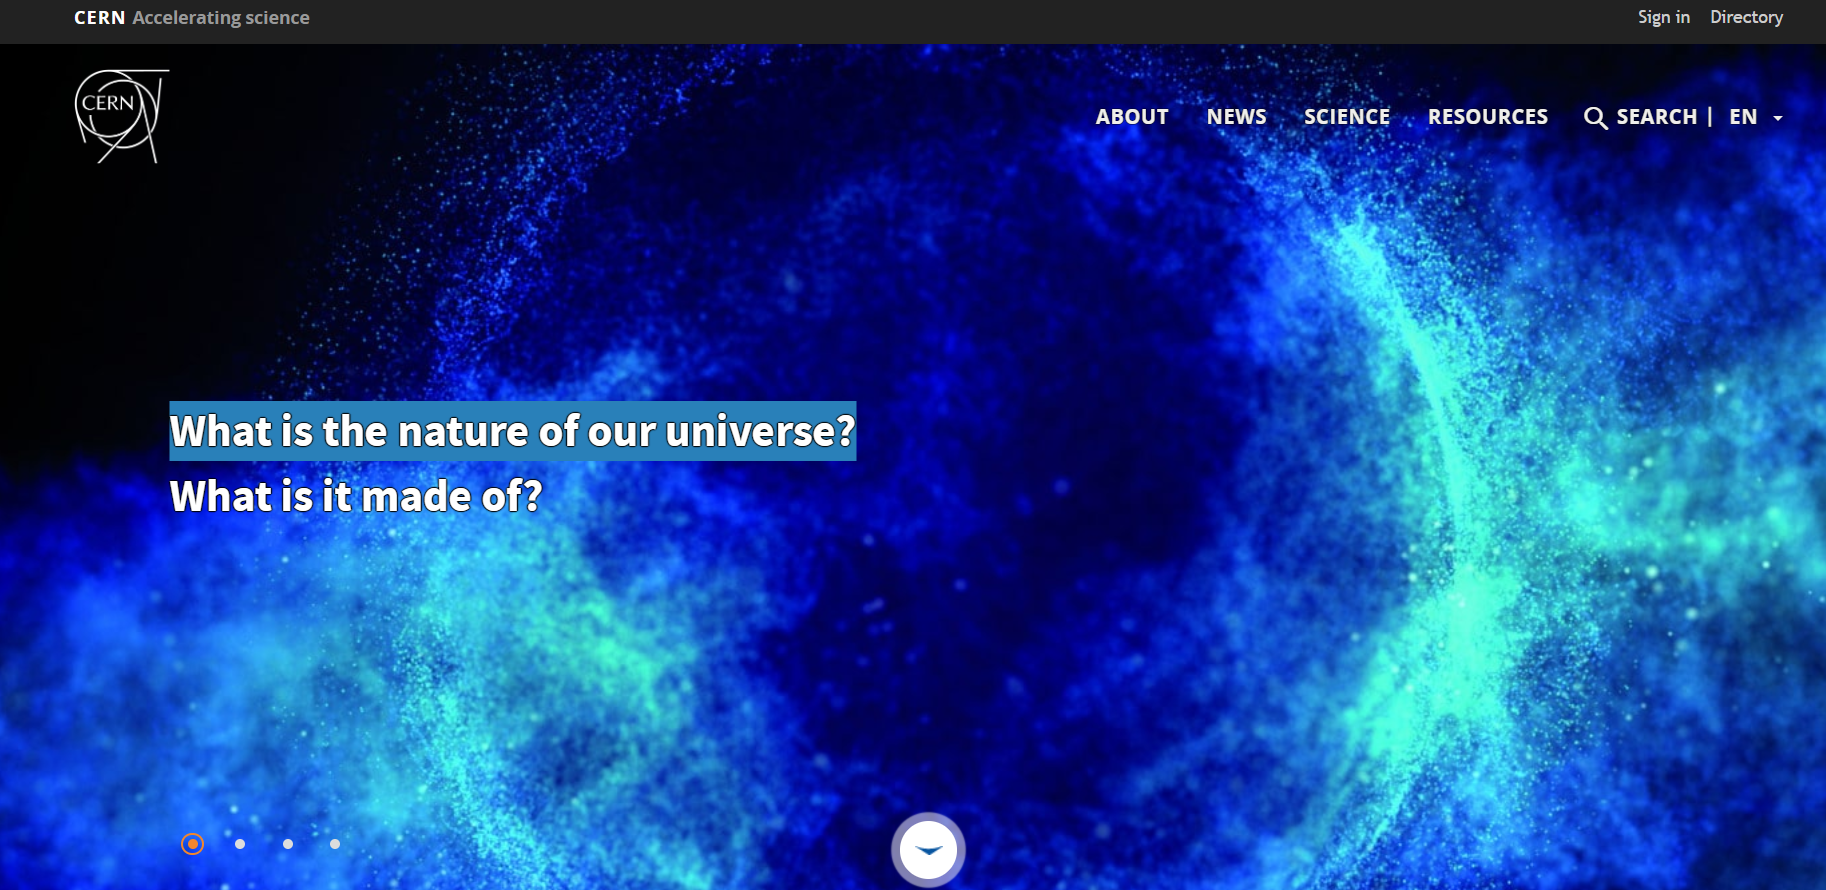 CERN Accelerating science
Sign in Directory
CERN
ABOUT NEWS SCIENCE RESOURCES SEARCH | EN
What is the nature of our universe?
What is it made of?